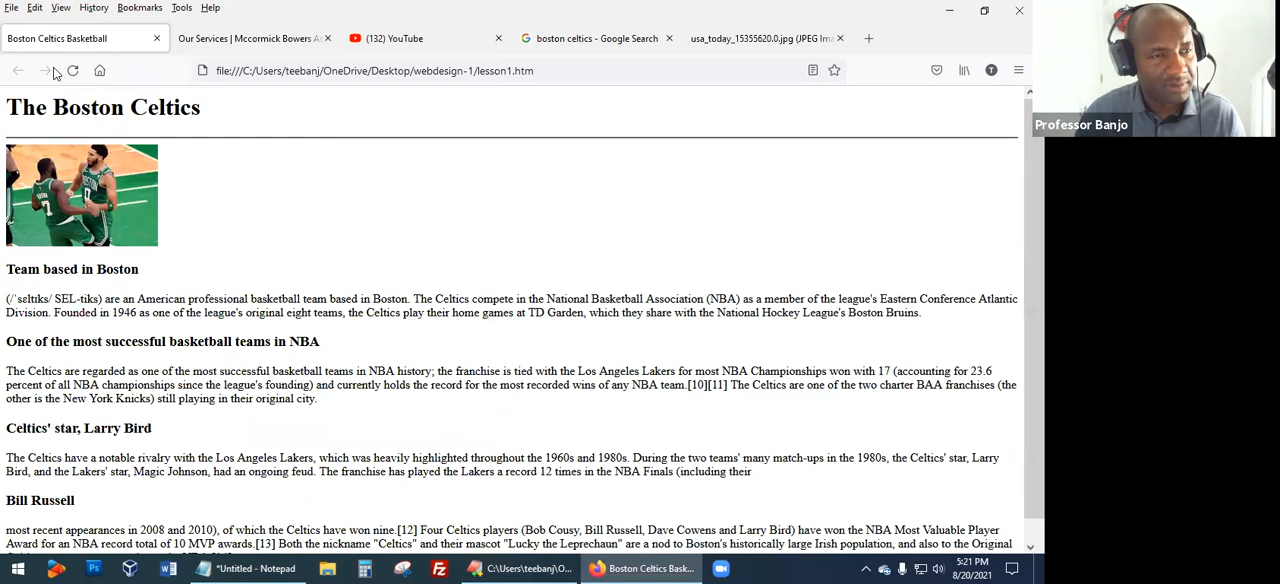 File Edit View History Bookmarks Tools Help
Boston Celtics Basketball
Our Services | Mccormick Bowers As
(132) YouTube
boston celtics - Google Search
usa_today_15355620.0.jpg (JPEG Ima
file:///C:/Users/teebanj/OneDrive/Desktop/webdesign-1/lesson1.htm
T
Professor Banjo
The Boston Celtics
BOSTON
7
0
Team based in Boston
(/ˈsɛltɪks/ SEL-tiks) are an American professional basketball team based in Boston. The Celtics compete in the National Basketball Association (NBA) as a member of the league's Eastern Conference Atlantic
Division. Founded in 1946 as one of the league's original eight teams, the Celtics play their home games at TD Garden, which they share with the National Hockey League's Boston Bruins.
One of the most successful basketball teams in NBA
The Celtics are regarded as one of the most successful basketball teams in NBA history; the franchise is tied with the Los Angeles Lakers for most NBA Championships won with 17 (accounting for 23.6
percent of all NBA championships since the league's founding) and currently holds the record for the most recorded wins of any NBA team.[10][11] The Celtics are one of the two charter BAA franchises (the
other is the New York Knicks) still playing in their original city.
Celtics' star, Larry Bird
The Celtics have a notable rivalry with the Los Angeles Lakers, which was heavily highlighted throughout the 1960s and 1980s. During the two teams' many match-ups in the 1980s, the Celtics' star, Larry
Bird, and the Lakers' star, Magic Johnson, had an ongoing feud. The franchise has played the Lakers a record 12 times in the NBA Finals (including their
Bill Russell
most recent appearances in 2008 and 2010), of which the Celtics have won nine.[12] Four Celtics players (Bob Cousy, Bill Russell, Dave Cowens and Larry Bird) have won the NBA Most Valuable Player
Award for an NBA record total of 10 MVP awards.[13] Both the nickname "Celtics" and their mascot "Lucky the Leprechaun" are a nod to Boston's historically large Irish population, and also to the Original
Ps
*Untitled - Notepad
C:\Users\teebanj\O...
Boston Celtics Bask...
5:21 PM
8/20/2021